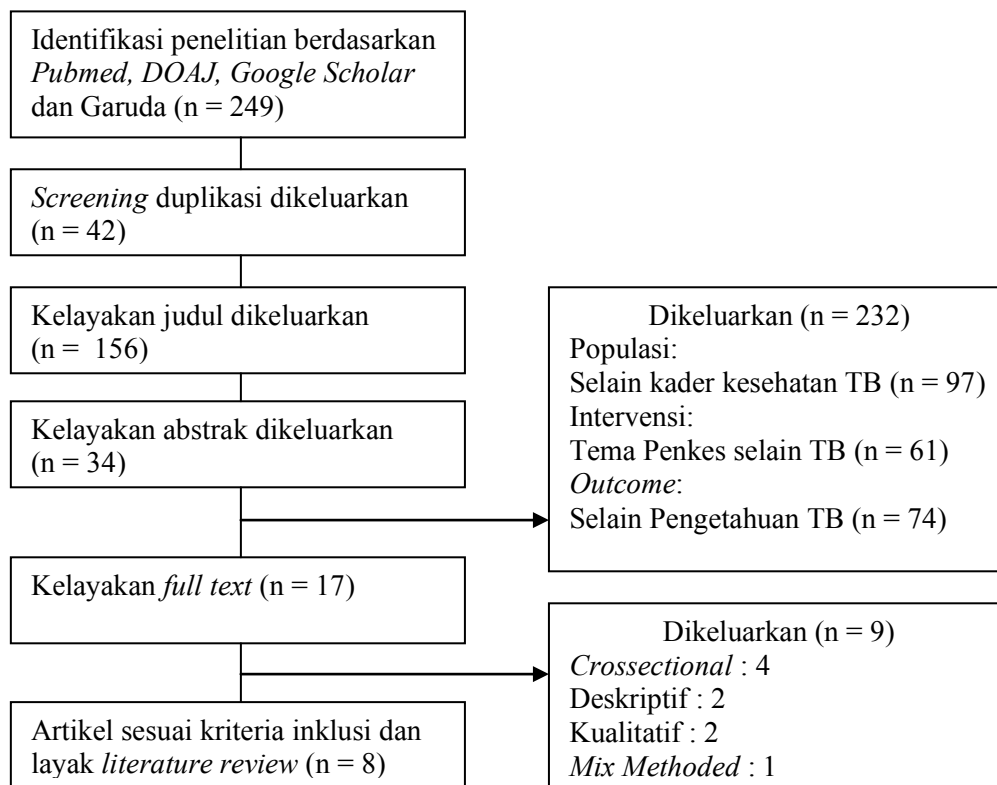 Identifikasi penelitian berdasarkan
Pubmed, DOAJ, Google Scholar
dan Garuda (n = 249)
Screening duplikasi dikeluarkan
(n = 42)
Kelayakan judul dikeluarkan
(n = 156)
Kelayakan abstrak dikeluarkan
(n = 34)
Dikeluarkan (n = 232)
Populasi:
Selain kader kesehatan TB (n = 97)
Intervensi:
Tema Penkes selain TB (n = 61)
Outcome:
Selain Pengetahuan TB (n = 74)
Kelayakan full text (n = 17)
Dikeluarkan (n = 9)
Crossectional : 4
Deskriptif : 2
Kualitatif : 2
Mix Methoded : 1
Artikel sesuai kriteria inklusi dan
layak literature review (n = 8)